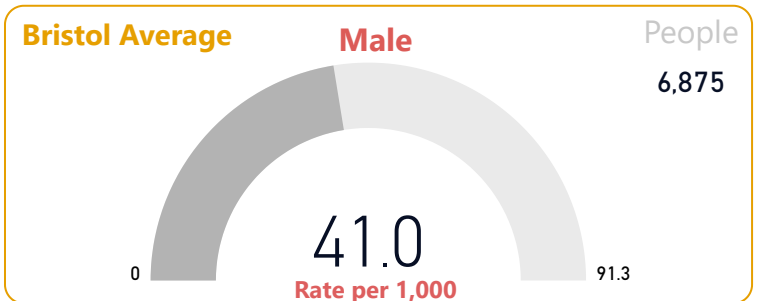 Bristol Average
Male
People
6,875
41.0
0
91.3
Rate per 1,000